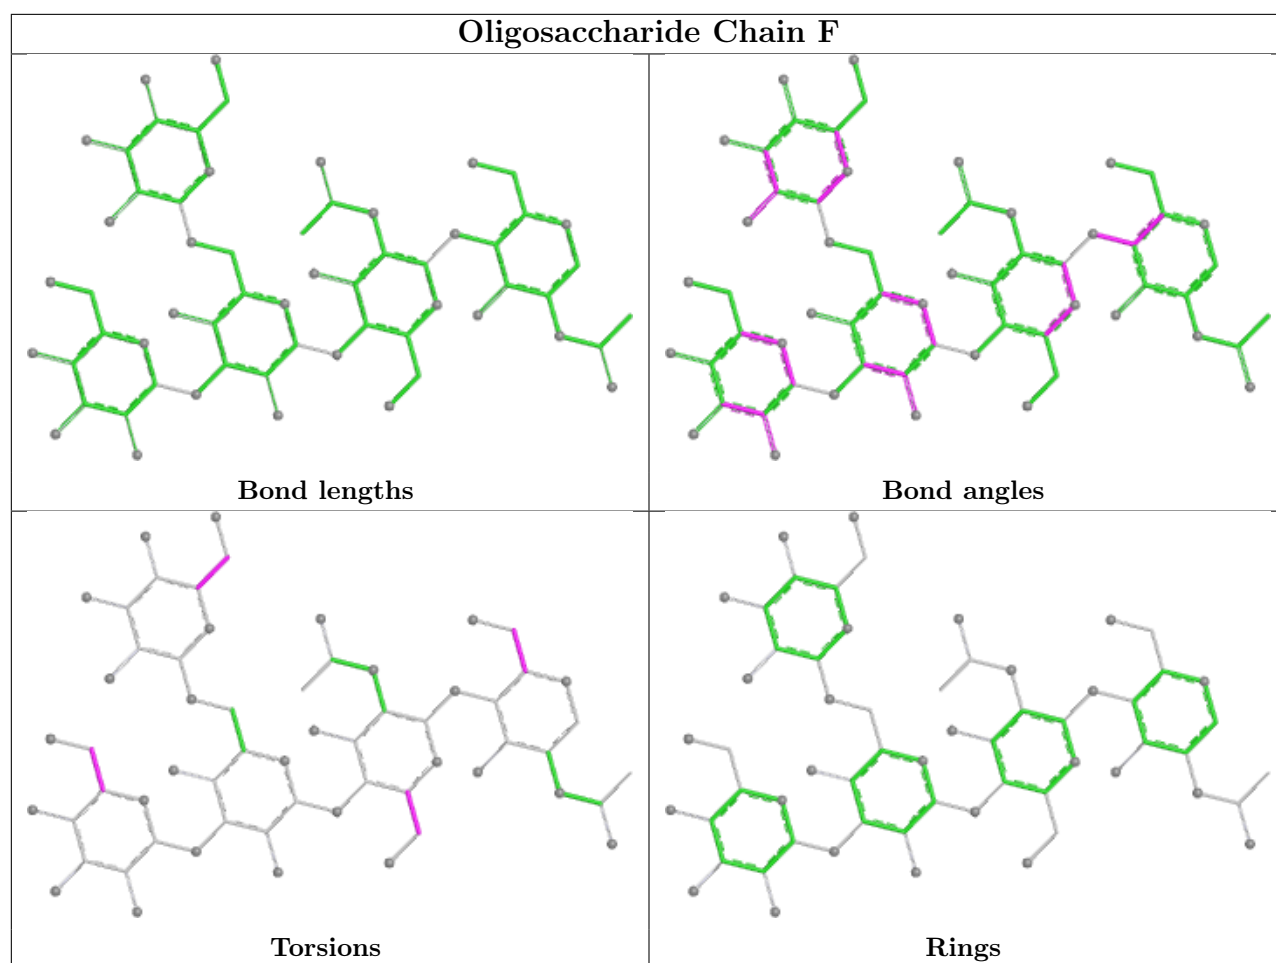 Oligosaccharide Chain F
Bond lengths
Bond angles
Torsions
Rings